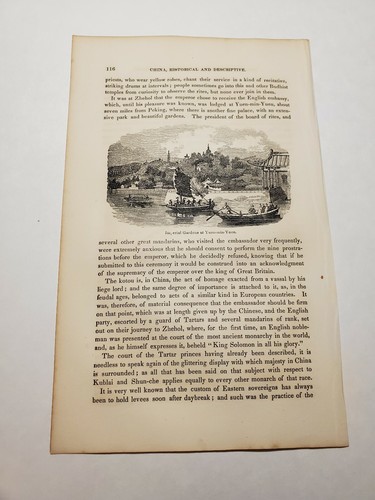 116 CHINA, HISTORICAL AND DESCRIPTIVE
priests, who wear yellow robes, chant their service in a kind of recitative,
striking drums at intervals; people sometimes go into this and other Budhist
temples from curiosity to observe the rites, but none ever join in them.
It was at Zhehol that the emperor chose to receive the English embassy,
which, until his pleasure was known, was lodged at Yuen-min-Yuen, about
seven miles from Peking, where there is another fine palace, with an exten-
sive park and beautiful gardens. The president of the board of rites, and
Gardens at Yuen-min-Yuen
several other great mandarins, who visited the embassador very frequently,
were extremely anxious that he should consent to perform the nine prostra-
tions before the emperor, which he decidedly refused, knowing that if he
submitted to this ceremony it would be construed into an acknowledgment
of the supremacy of the emperor over the king of Great Britain.
The kotou is, in China, the act of homage exacted from a vassal by his
liege lord; and the same degree of importance is attached to it, as, in the
feudal ages, belonged to acts of a similar kind in European countries. It
was, therefore, of material consequence that the embassador should be firm
on that point, which was at length given up by the Chinese, and the English
party, escorted by a guard of Tartars and several mandarins of rank, set
out on their journey to Zhehol, where, for the first time, an English noble-
man was presented at the court of the most ancient monarchy in the world,
and, as he himself expresses it, beheld "King Solomon in all his glory."
The court of the Tartar princes having already been described, it is
needless to speak again of the glittering display with which majesty in China
is surrounded; as all that has been said on that subject with respect to
Kublai and Shun-che applies equally to every other monarch of that race.
It is very well known that the custom of Eastern sovereigns has always
been to hold levees soon after daybreak; and such was the practice of the